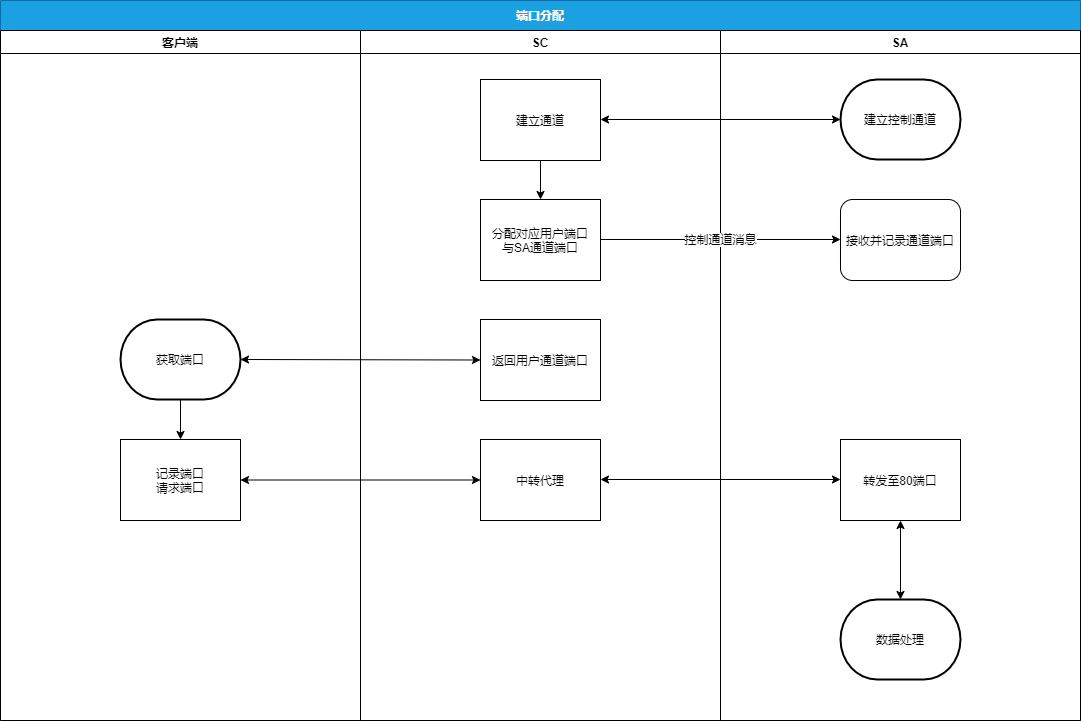 端口分配
客户端
SC
SA
建立通道
建立控制通道
分配对应用户端口
与SA通道端口
控制通道消息
接收并记录通道端口
获取端口
返回用户通道端口
记录端口
请求端口
中转代理
转发至80端口
数据处理